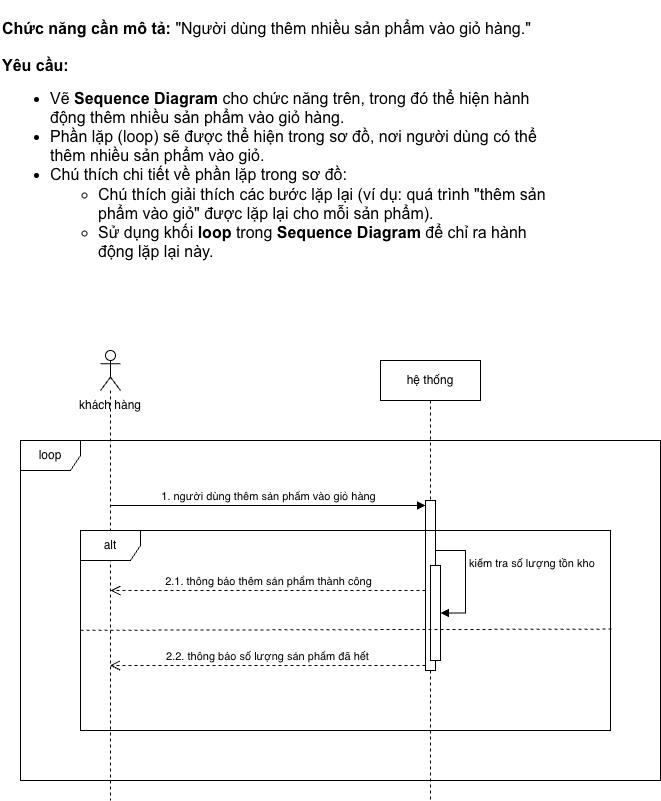 Chức năng cần mô tả: "Người dùng thêm nhiều sản phẩm vào giỏ hàng."
Yêu cầu:
Vẽ Sequence Diagram cho chức năng trên, trong đó thể hiện hành
động thêm nhiều sản phẩm vào giỏ hàng.
Phần lặp (loop) sẽ được thể hiện trong sơ đồ, nơi người dùng có thể
thêm nhiều sản phẩm vào giỏ.
Chú thích chi tiết về phần lặp trong sơ đồ:
Chú thích giải thích các bước lặp lại (ví dụ: quá trình "thêm sản
phẩm vào giỏ" được lặp lại cho mỗi sản phẩm).
Sử dụng khối loop trong Sequence Diagram để chỉ ra hành
động lặp lại này.
khách hàng
hệ thống
loop
1. người dùng thêm sản phẩm vào giỏ hàng
alt
kiểm tra số lượng tồn kho
2.1. thông báo thêm sản phẩm thành công
2.2. thông báo số lượng sản phẩm đã hết